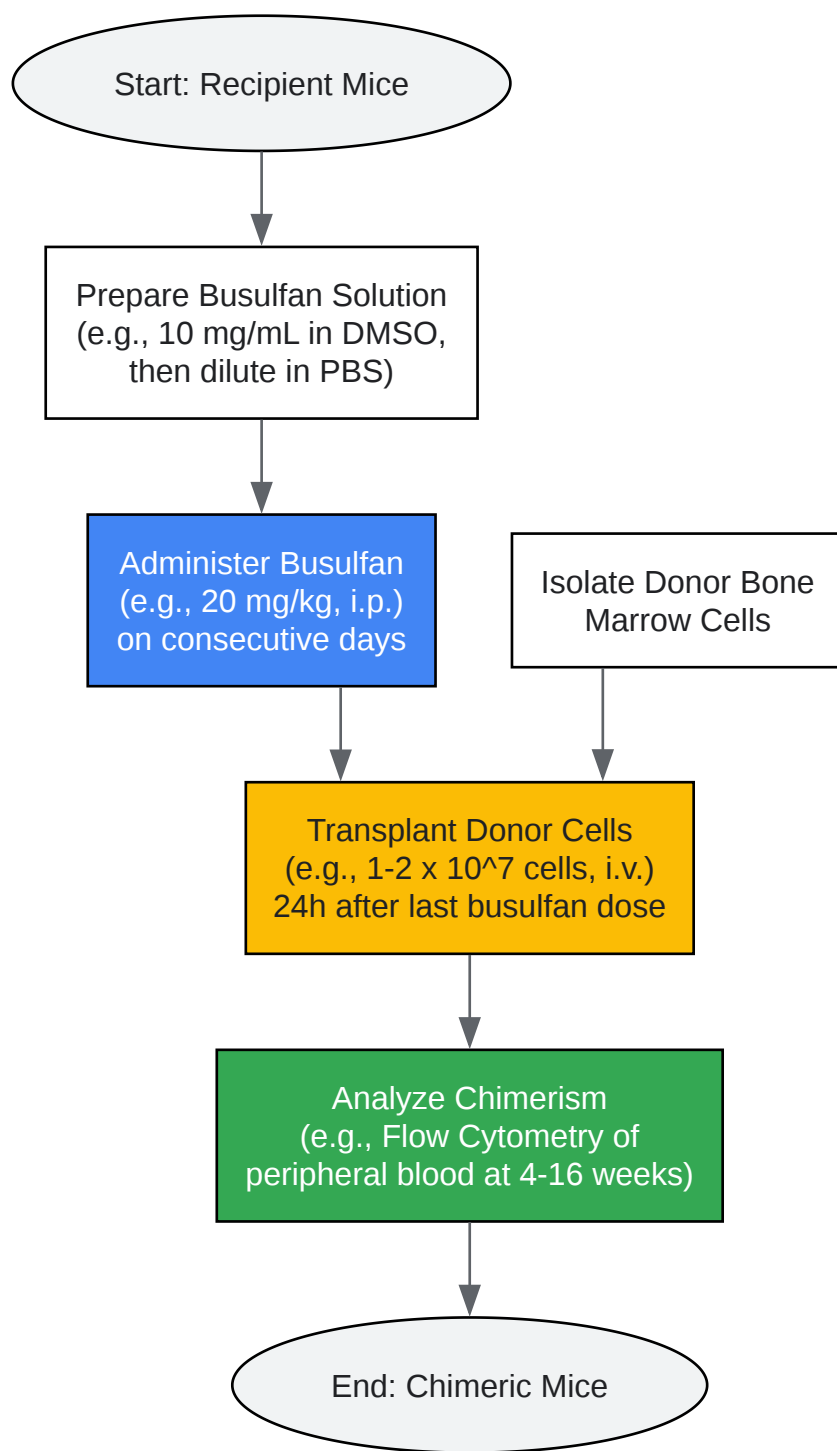 Start: Recipient Mice
Prepare Busulfan Solution
(e.g., 10 mg/mL in DMSO,
then dilute in PBS)
Administer Busulfan
(e.g., 20 mg/kg, i.p.)
on consecutive days
Isolate Donor Bone
Marrow Cells
Transplant Donor Cells
(e.g., 1-2 x 10^7 cells, i.v.)
24h after last busulfan dose
Analyze Chimerism
(e.g., Flow Cytometry of
peripheral blood at 4-16 weeks)
End: Chimeric Mice